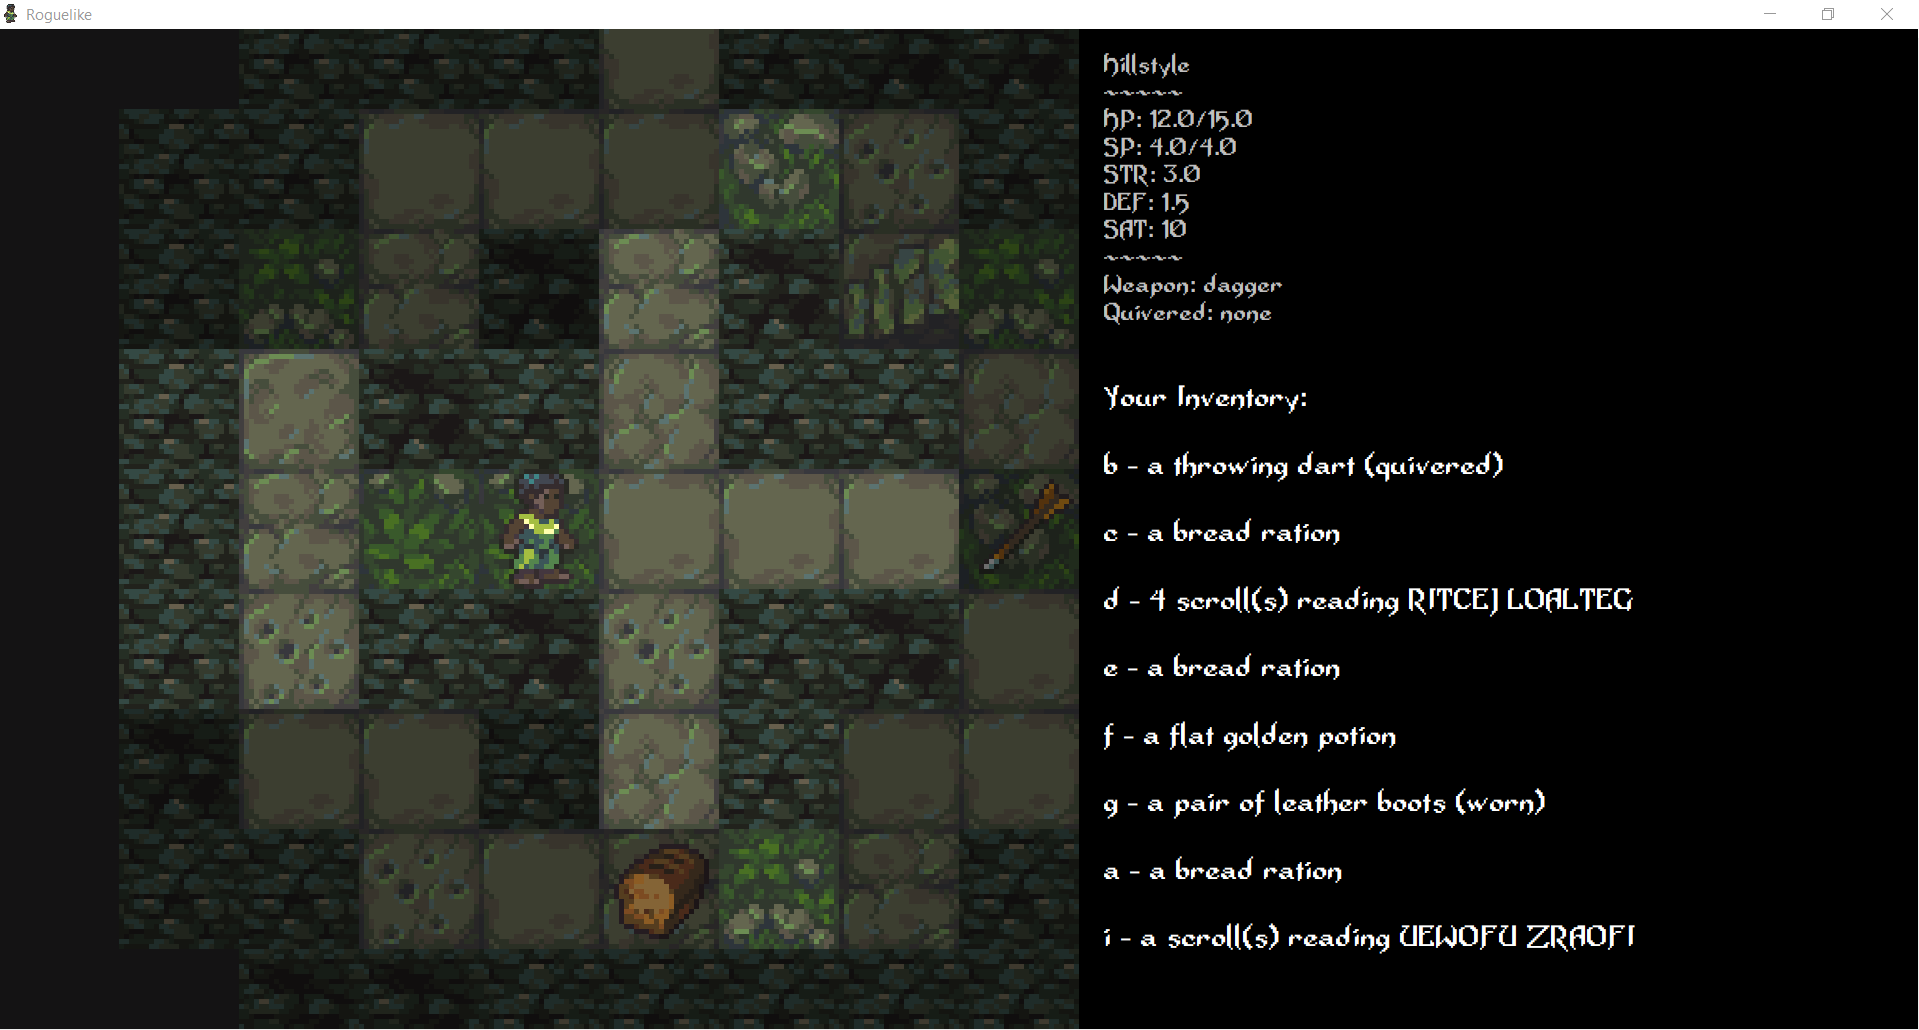 Roguelike
Hillstyle
~~~~~
HP: 12.0/15.0
SP: 4.0/4.0
STR: 3.0
DEF: 1.5
SAT: 10
~~~~~
Weapon: dagger
Quivered: none
Your Inventory:
b - a throwing dart (quivered)
c - a bread ration
d - 4 scroll(s) reading RITCEJ LOALTEG
e - a bread ration
f - a flat golden potion
g - a pair of leather boots (worn)
a - a bread ration
i - a scroll(s) reading UEWOFU ZRAOFI